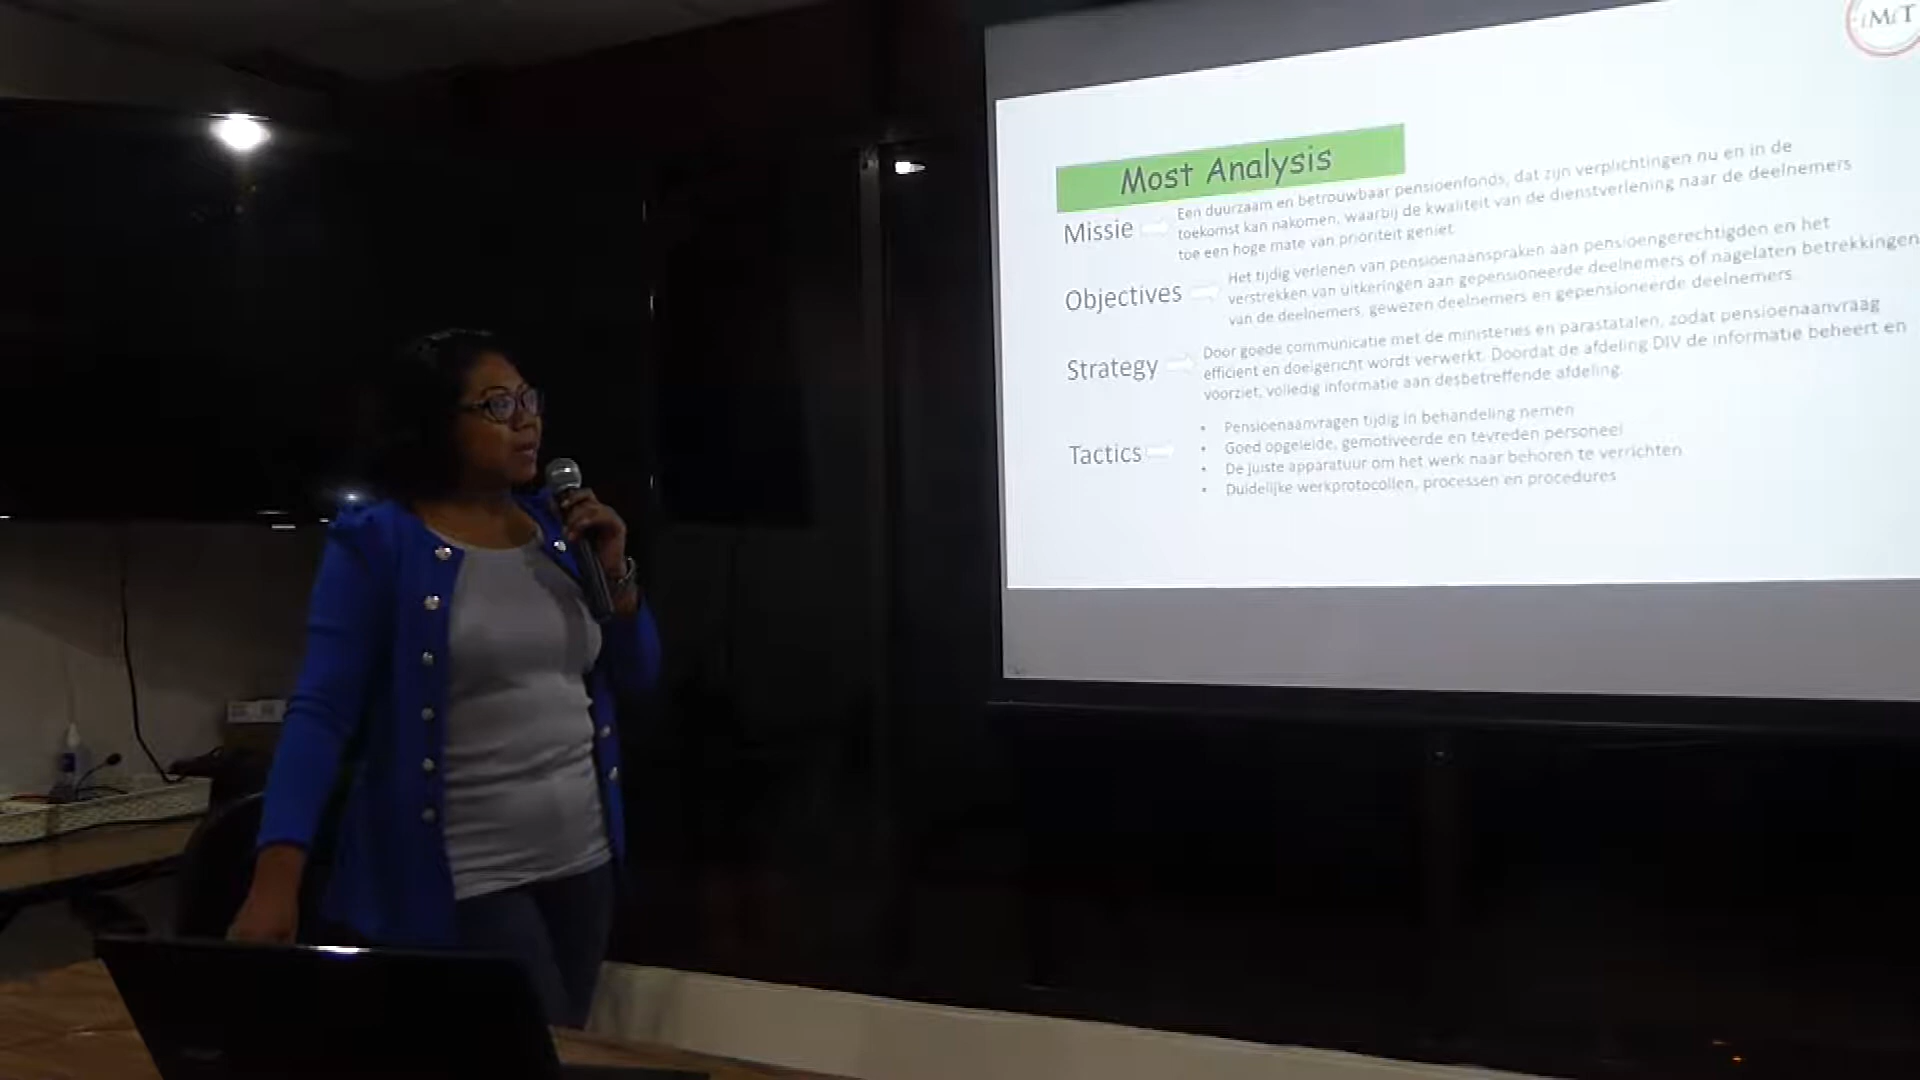 iMiT
Most Analysis
Missie
Een duurzaam en betrouwbaar pensioenfonds, dat zijn verplichtingen nu en in de
toekomst kan nakomen, waarbij de kwaliteit van de dienstverlening naar de deelnemers
toe een hoge mate van prioriteit geniet.
Objectives
Het tijdig verlenen van pensioenaanspraken aan pensioengerechtigden en het
verstrekken van uitkeringen aan gepensioneerde deelnemers of nagelaten betrekkingen
van de deelnemers, gewezen deelnemers en gepensioneerde deelnemers.
Strategy
Door goede communicatie met de ministeries en parastatalen, zodat pensioenaanvraag
efficient en doelgericht wordt verwerkt. Doordat de afdeling DIV de informatie beheert en
voorziet, volledig informatie aan desbetreffende afdeling.
Tactics
• Pensioenaanvragen tijdig in behandeling nemen
• Goed opgeleide, gemotiveerde en tevreden personeel
• De juiste apparatuur om het werk naar behoren te verrichten
• Duidelijke werkprotocollen, processen en procedures